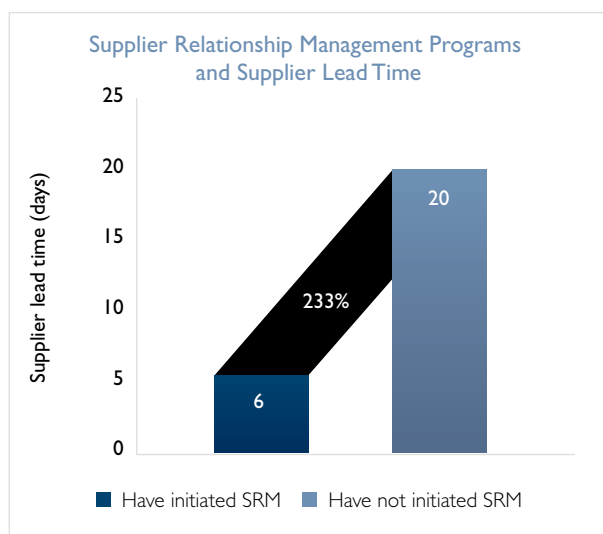 Supplier Relationship Management Programs
and Supplier Lead Time
25
20
15
10
5
0
Supplier lead time (days)
20
233%
6
Have initiated SRM
Have not initiated SRM